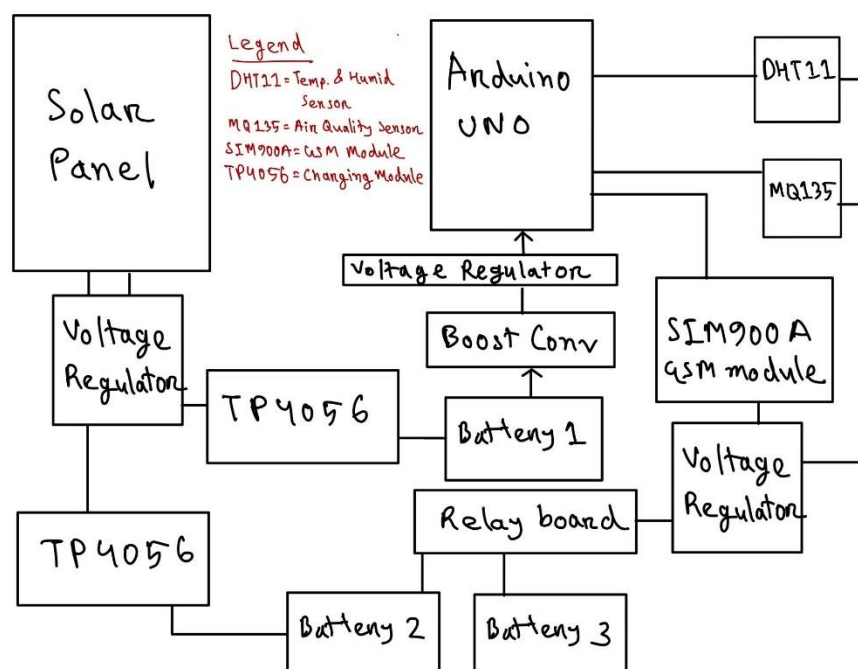 Solar
Panel
Legend
DHT11 = Temp. & Humid
Sensor
MQ135 = Air Quality Sensor
SIM900A = GSM Module
TP4056 = Charging Module
Arduino
UNO
DHT11
MQ135
Voltage Regulator
Boost Conv
SIM900A
GSM module
Voltage
Regulator
TP4056
Battery 1
Voltage
Regulator
Relay board
TP4056
Battery 2
Battery 3